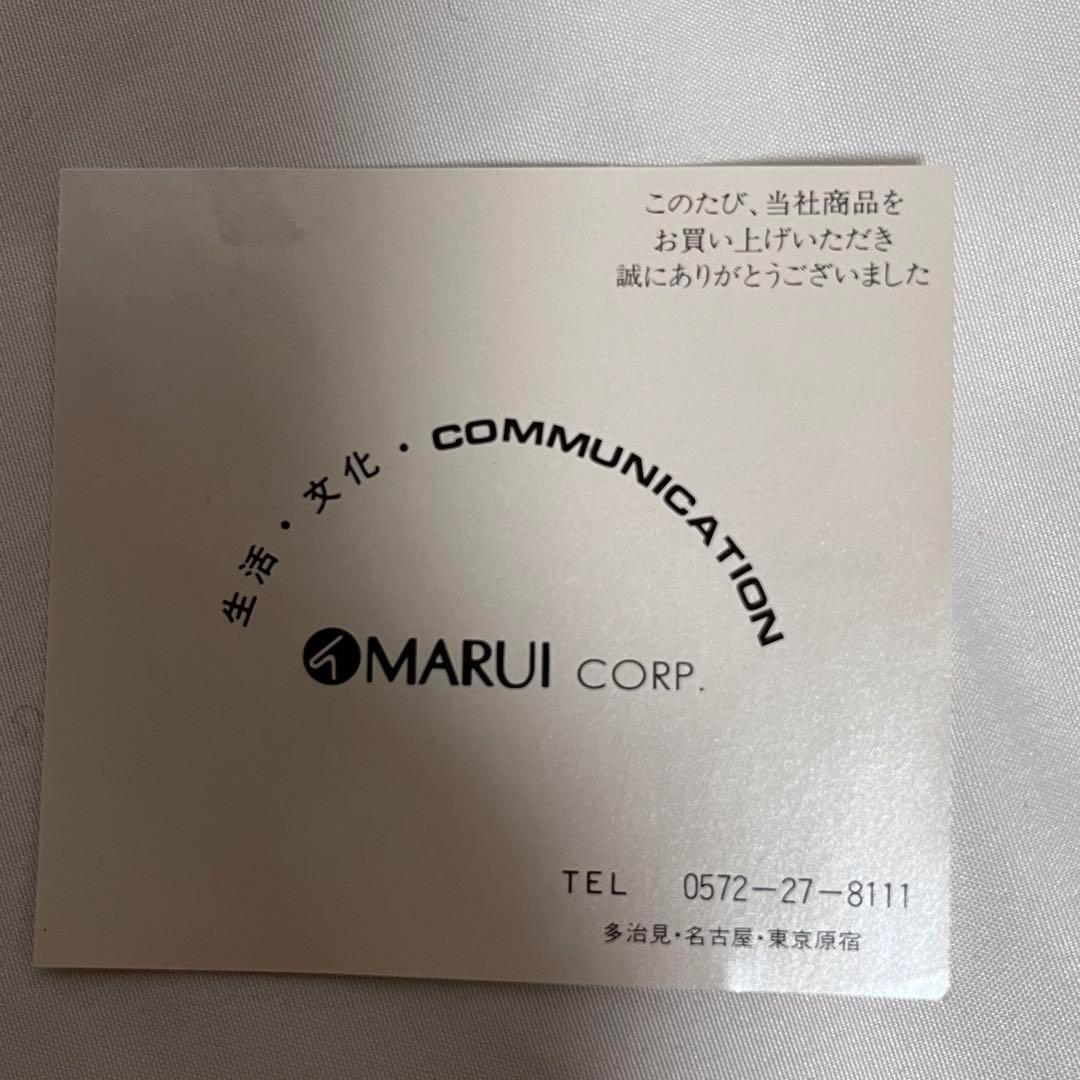 このたび、当社商品を
お買い上げいただき
誠にありがとうございました
生活・文化・COMMUNICATION
MARUI CORP.
TEL 0572-27-8111
多治見・名古屋・東京原宿